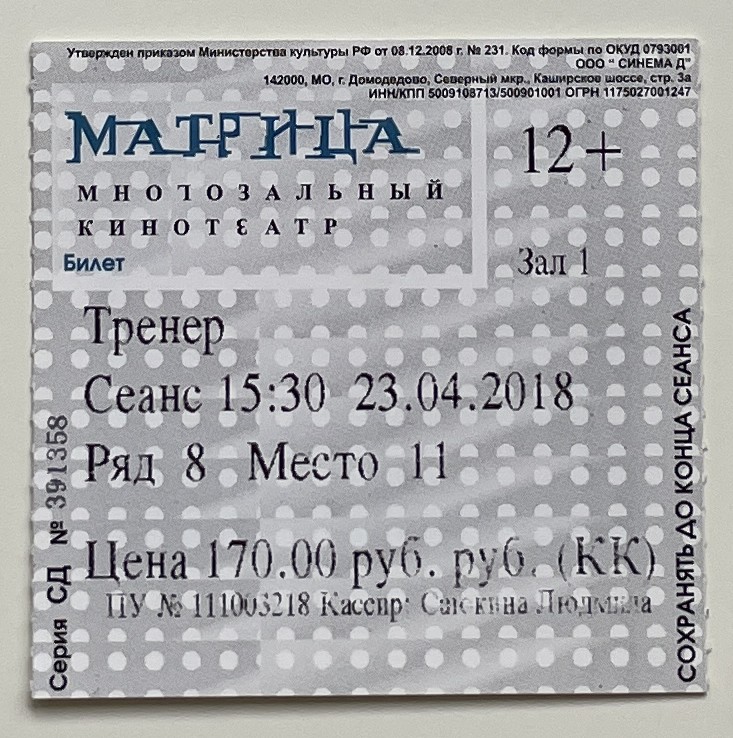 Утвержден приказом Министерства культуры РФ от 08.12.2008 г. № 231. Код формы по ОКУД 0793001
ООО " СИНЕМА Д"
142000, МО, г. Домодедово, Северный мкр., Каширское шоссе, стр. 3а
ИНН/КПП 5009108713/500901001 ОГРН 1175027001247
МАТРИЦА
МНОГОЗАЛЬНЫЙ
КИНОТЕАТР
Билет
12+
Зал 1
Тренер
Сеанс 15:30 23.04.2018
Ряд 8 Место 11
Цена 170.00 руб. руб. (КК)
ПУ № 111003218 Кассир: Людмила
Серия СД № 391358
СОХРАНЯТЬ ДО КОНЦА СЕАНСА